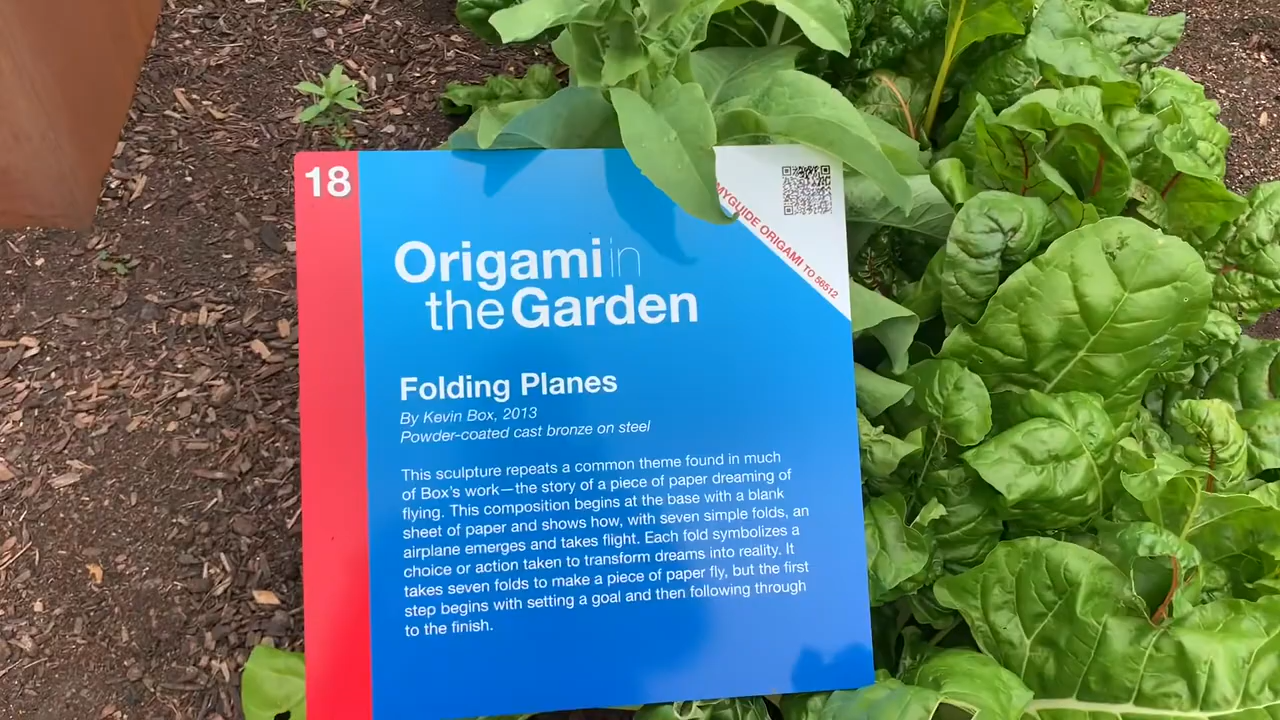 18
Origami in
the Garden
MYGUIDE ORIGAMI TO 56512
Folding Planes
By Kevin Box, 2013
Powder-coated cast bronze on steel
This sculpture repeats a common theme found in much
of Box's work—the story of a piece of paper dreaming of
flying. This composition begins at the base with a blank
sheet of paper and shows how, with seven simple folds, an
airplane emerges and takes flight. Each fold symbolizes a
choice or action taken to transform dreams into reality. It
takes seven folds to make a piece of paper fly, but the first
step begins with setting a goal and then following through
to the finish.